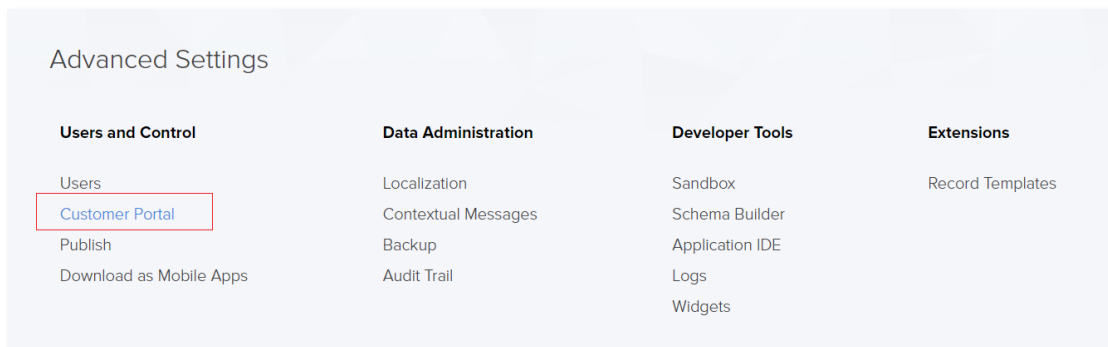 Advanced Settings
Users and Control
Users
Customer Portal
Publish
Download as Mobile Apps
Data Administration
Localization
Contextual Messages
Backup
Audit Trail
Developer Tools
Sandbox
Schema Builder
Application IDE
Logs
Widgets
Extensions
Record Templates